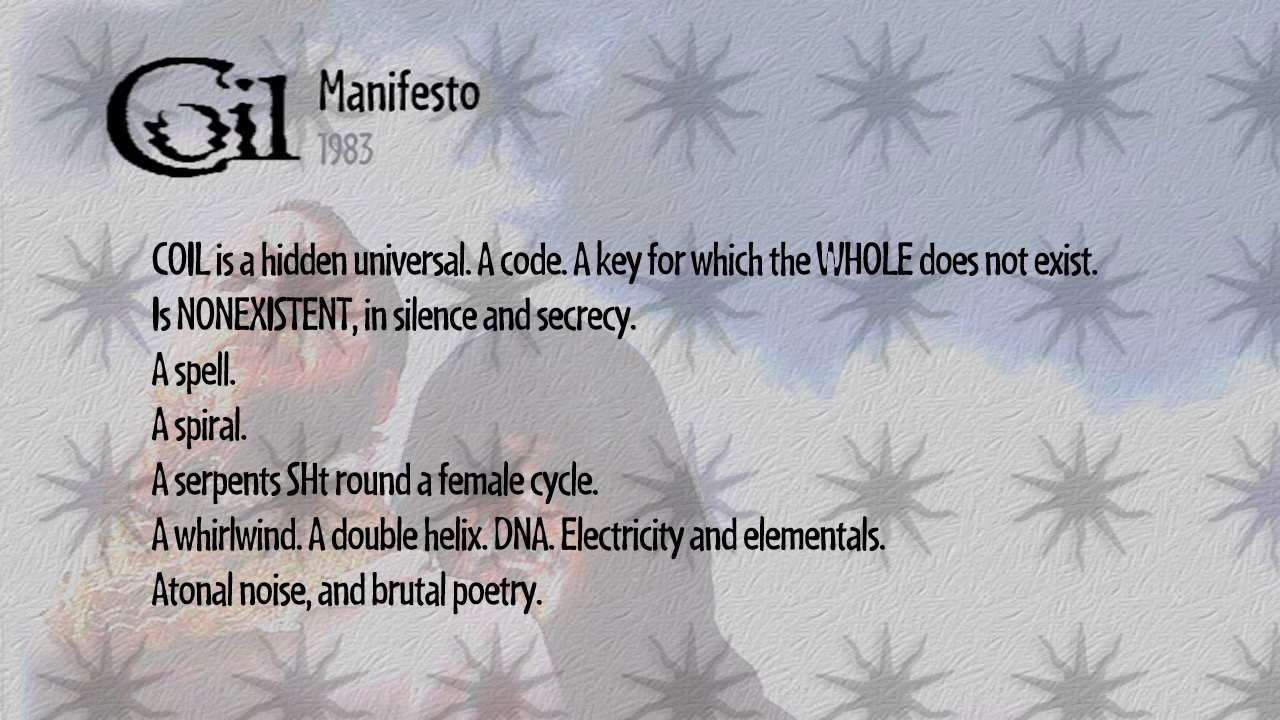 Coil
Manifesto
1983
COIL is a hidden universal. A code. A key for which the WHOLE does not exist.
Is NONEXISTENT, in silence and secrecy.
A spell.
A spiral.
A serpents SHt round a female cycle.
A whirlwind. A double helix. DNA. Electricity and elementals.
Atonal noise, and brutal poetry.